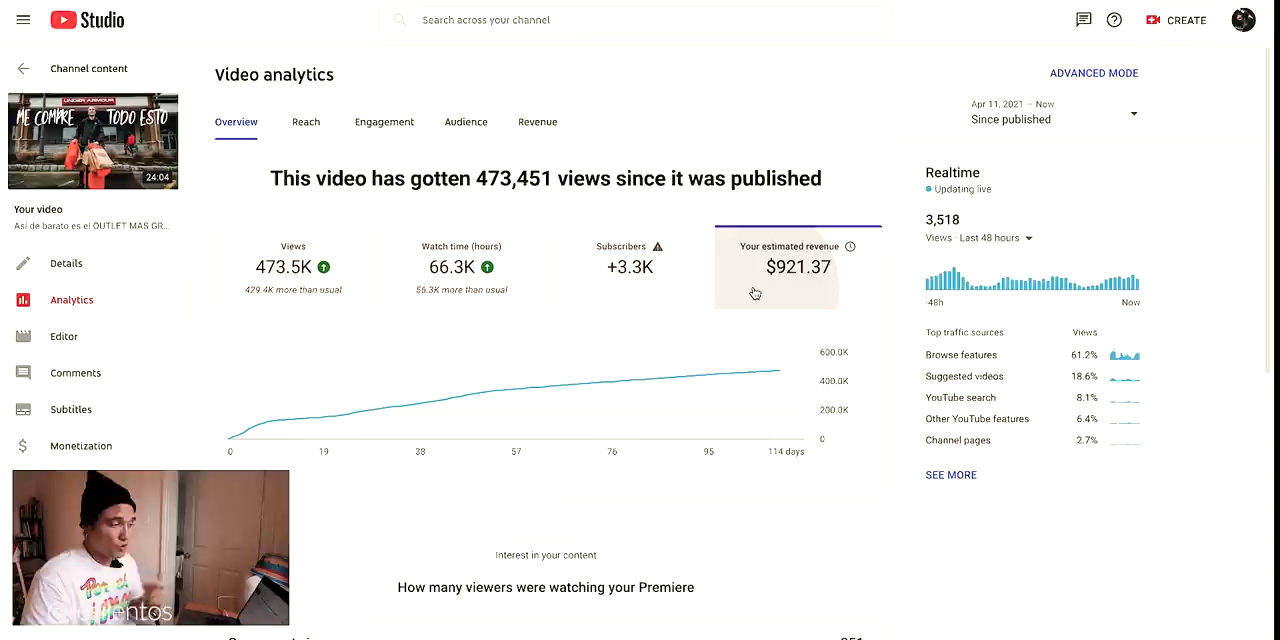 Studio
Search across your channel
CREATE
Channel content
Video analytics
ADVANCED MODE
UNDER ARMOUR
ME COMPRE TODO ESTO
24:04
Overview
Reach
Engagement
Audience
Revenue
Apr 11, 2021 – Now
Since published
This video has gotten 473,451 views since it was published
Your video
Así de barato es el OUTLET MAS GR...
Views
473.5K
429.4K more than usual
Watch time (hours)
66.3K
56.3K more than usual
Subscribers
+3.3K
Your estimated revenue
$921.37
Realtime
Updating live
3,518
Views · Last 48 hours
-48h
Now
Details
Analytics
Editor
Comments
Subtitles
Monetization
600.0K
400.0K
200.0K
0
0
19
38
57
76
95
114 days
Top traffic sources
Views
Browse features
61.2%
Suggested videos
18.6%
YouTube search
8.1%
Other YouTube features
6.4%
Channel pages
2.7%
SEE MORE
Interest in your content
How many viewers were watching your Premiere